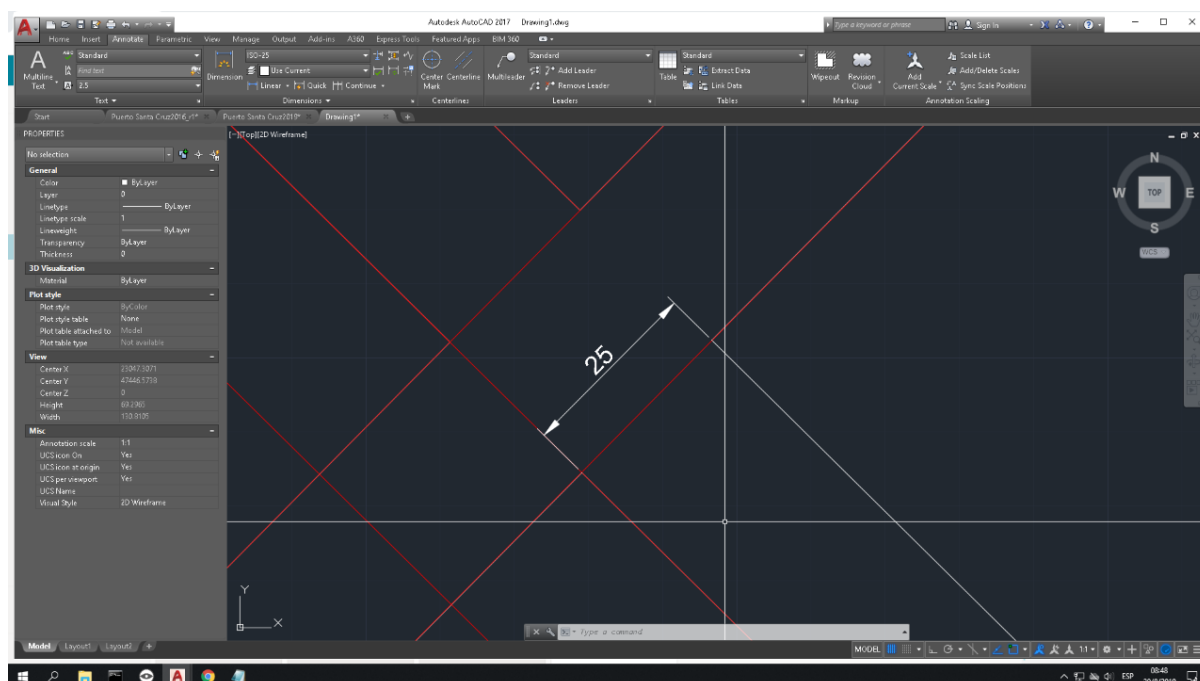 Autodesk AutoCAD 2017 Drawing1.dwg
Type a keyword or phrase
Sign In
Home Insert Annotate Parametric View Manage Output Add-ins A360 Express Tools Featured Apps BIM 360
Standard
ISO-25
Standard
Standard
Scale List
Find text
Use Current
Add Leader
Extract Data
Add/Delete Scales
Multiline Text
2.5
Dimension
Linear Quick Continue
Center Mark
Centerline
Multileader
Remove Leader
Table
Link Data
Wipeout
Revision Cloud
Add Current Scale
Sync Scale Positions
Text
Dimensions
Centerlines
Leaders
Tables
Markup
Annotation Scaling
Start
Puerto Santa Cruz2016_r1*
Puerto Santa Cruz2019*
Drawing1*
PROPERTIES
[-][Top][2D Wireframe]
No selection
General
Color ByLayer
Layer 0
Linetype ByLayer
Linetype scale 1
Lineweight ByLayer
Transparency ByLayer
Thickness 0
3D Visualization
Material ByLayer
Plot style
Plot style ByColor
Plot style table None
Plot table attached to Model
Plot table type Not available
View
Center X 23047.3071
Center Y
Center Z 0
Height
Width
Misc
Annotation scale 1:1
UCS icon On Yes
UCS icon at origin Yes
UCS per viewport Yes
UCS Name
Visual Style 2D Wireframe
25
N
W TOP E
S
WCS
Y
X
Type a command
Model Layout1 Layout2 +
MODEL
1:1
ESP
08:48